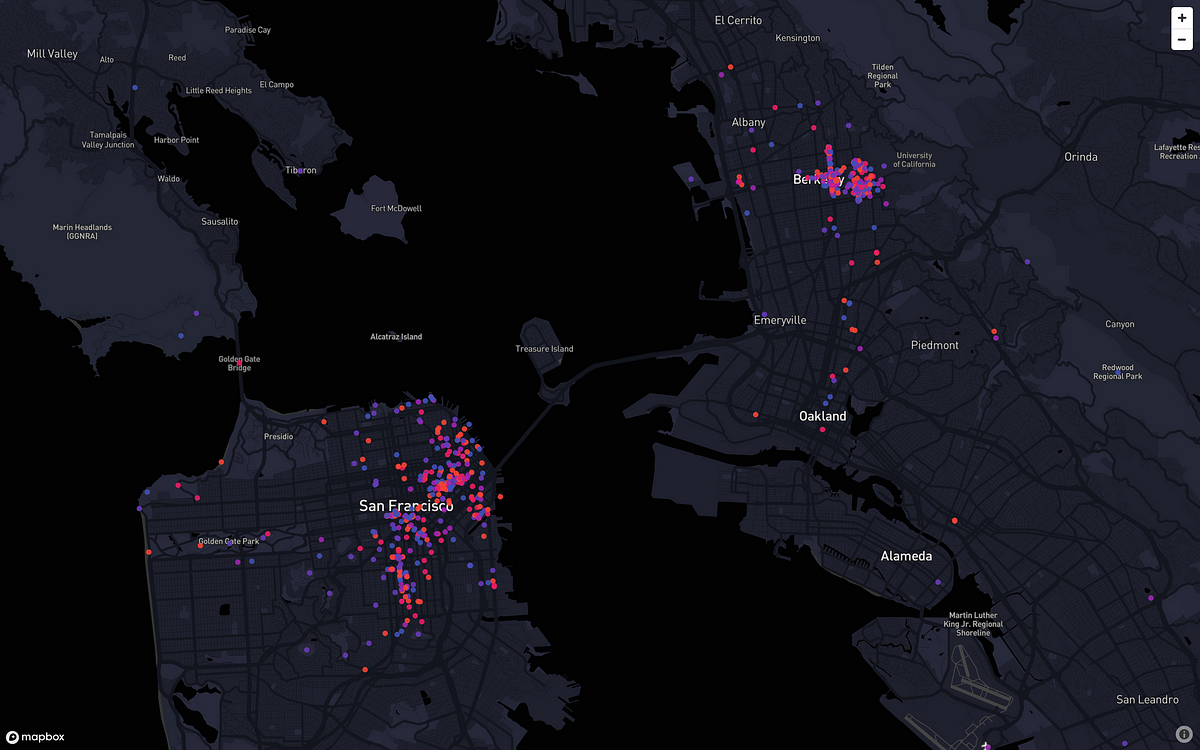 El Cerrito
Kensington
Paradise Cay
Mill Valley
Alto
Reed
Tilden
Regional
Park
El Campo
Little Reed Heights
Albany
Tamalpais
Valley Junction
Harbor Point
University
of California
Orinda
Lafayette Res
Recreation
Tiburon
Waldo
Berkeley
Fort McDowell
Sausalito
Marin Headlands
(GGNRA)
Emeryville
Canyon
Alcatraz Island
Treasure Island
Piedmont
Golden Gate
Bridge
Redwood
Regional Park
Oakland
Presidio
San Francisco
Golden Gate Park
Alameda
Martin Luther
King Jr. Regional
Shoreline
San Leandro
mapbox
+
−
i